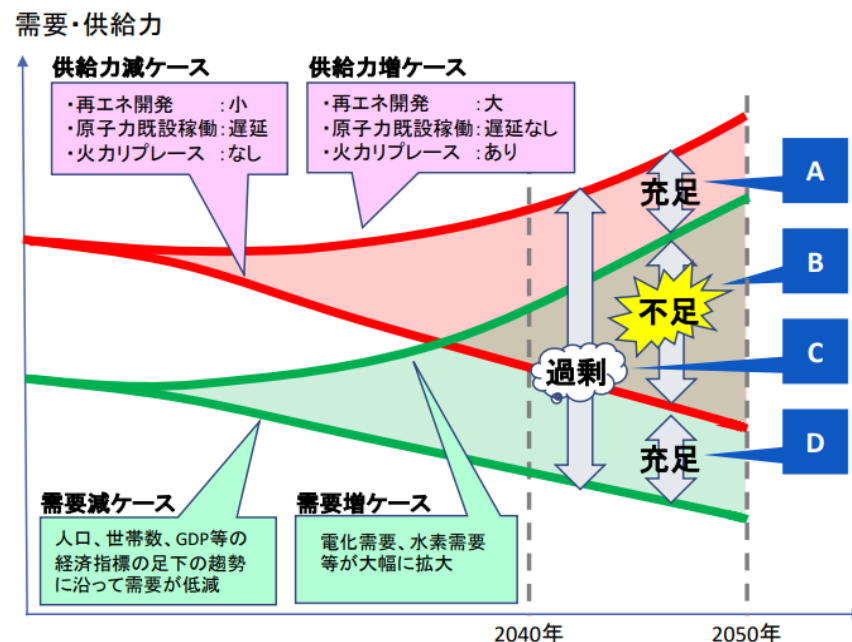 需要・供給力
供給力減ケース
・再エネ開発　　：小
・原子力既設稼働：遅延
・火力リプレース：なし
供給力増ケース
・再エネ開発　　：大
・原子力既設稼働：遅延なし
・火力リプレース：あり
充足
A
B
不足
過剰
C
充足
D
需要減ケース
人口、世帯数、GDP等の
経済指標の足下の趨勢
に沿って需要が低減
需要増ケース
電化需要、水素需要
等が大幅に拡大
2040年
2050年